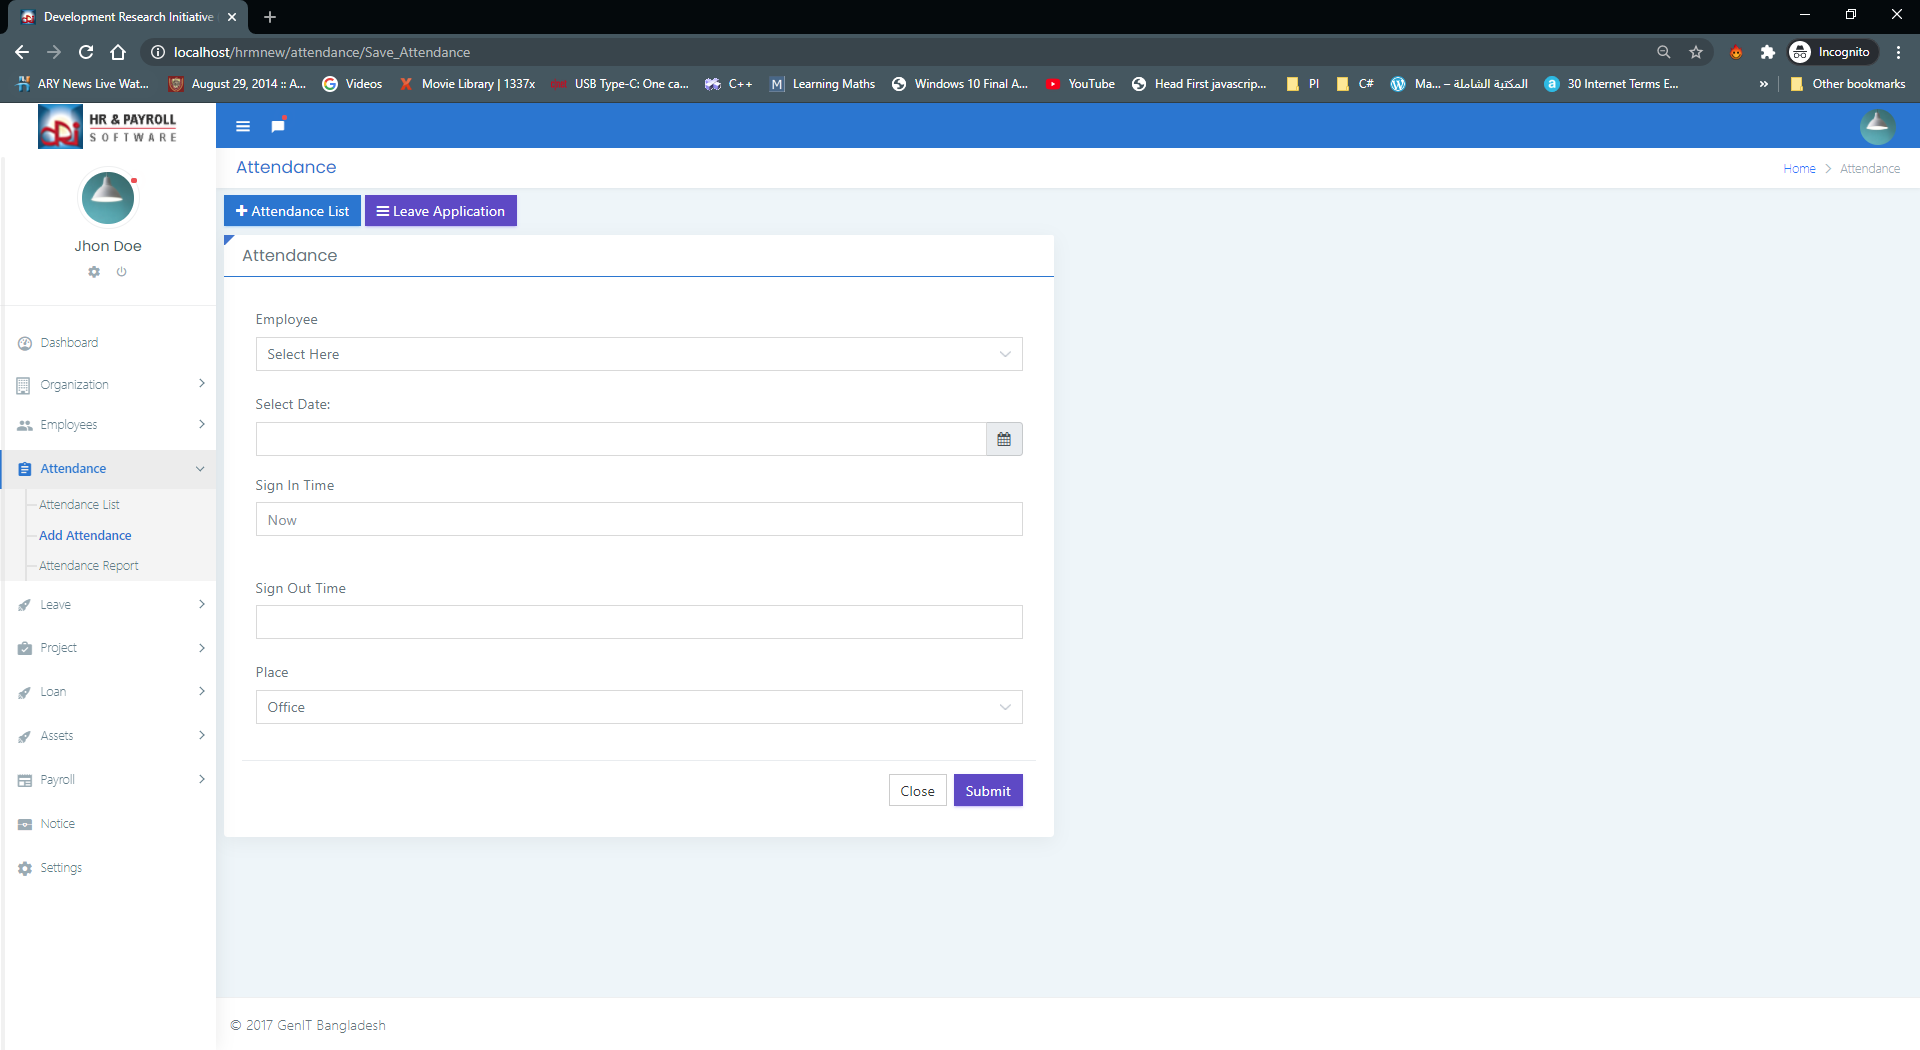 Development Research Initiative
localhost/hrmnew/attendance/Save_Attendance
Incognito
ARY News Live Wat...
August 29, 2014 :: A...
Videos
Movie Library | 1337x
USB Type-C: One ca...
C++
Learning Maths
Windows 10 Final A...
YouTube
Head First javascrip...
PI
C#
Ma... – المكتبة الشاملة
30 Internet Terms E...
»
Other bookmarks
HR & PAYROLL
SOFTWARE
Jhon Doe
Dashboard
Organization
Employees
Attendance
Attendance List
Add Attendance
Attendance Report
Leave
Project
Loan
Assets
Payroll
Notice
Settings
Attendance
Home > Attendance
Attendance List
Leave Application
Attendance
Employee
Select Here
Select Date:
Sign In Time
Now
Sign Out Time
Place
Office
Close
Submit
© 2017 GenIT Bangladesh